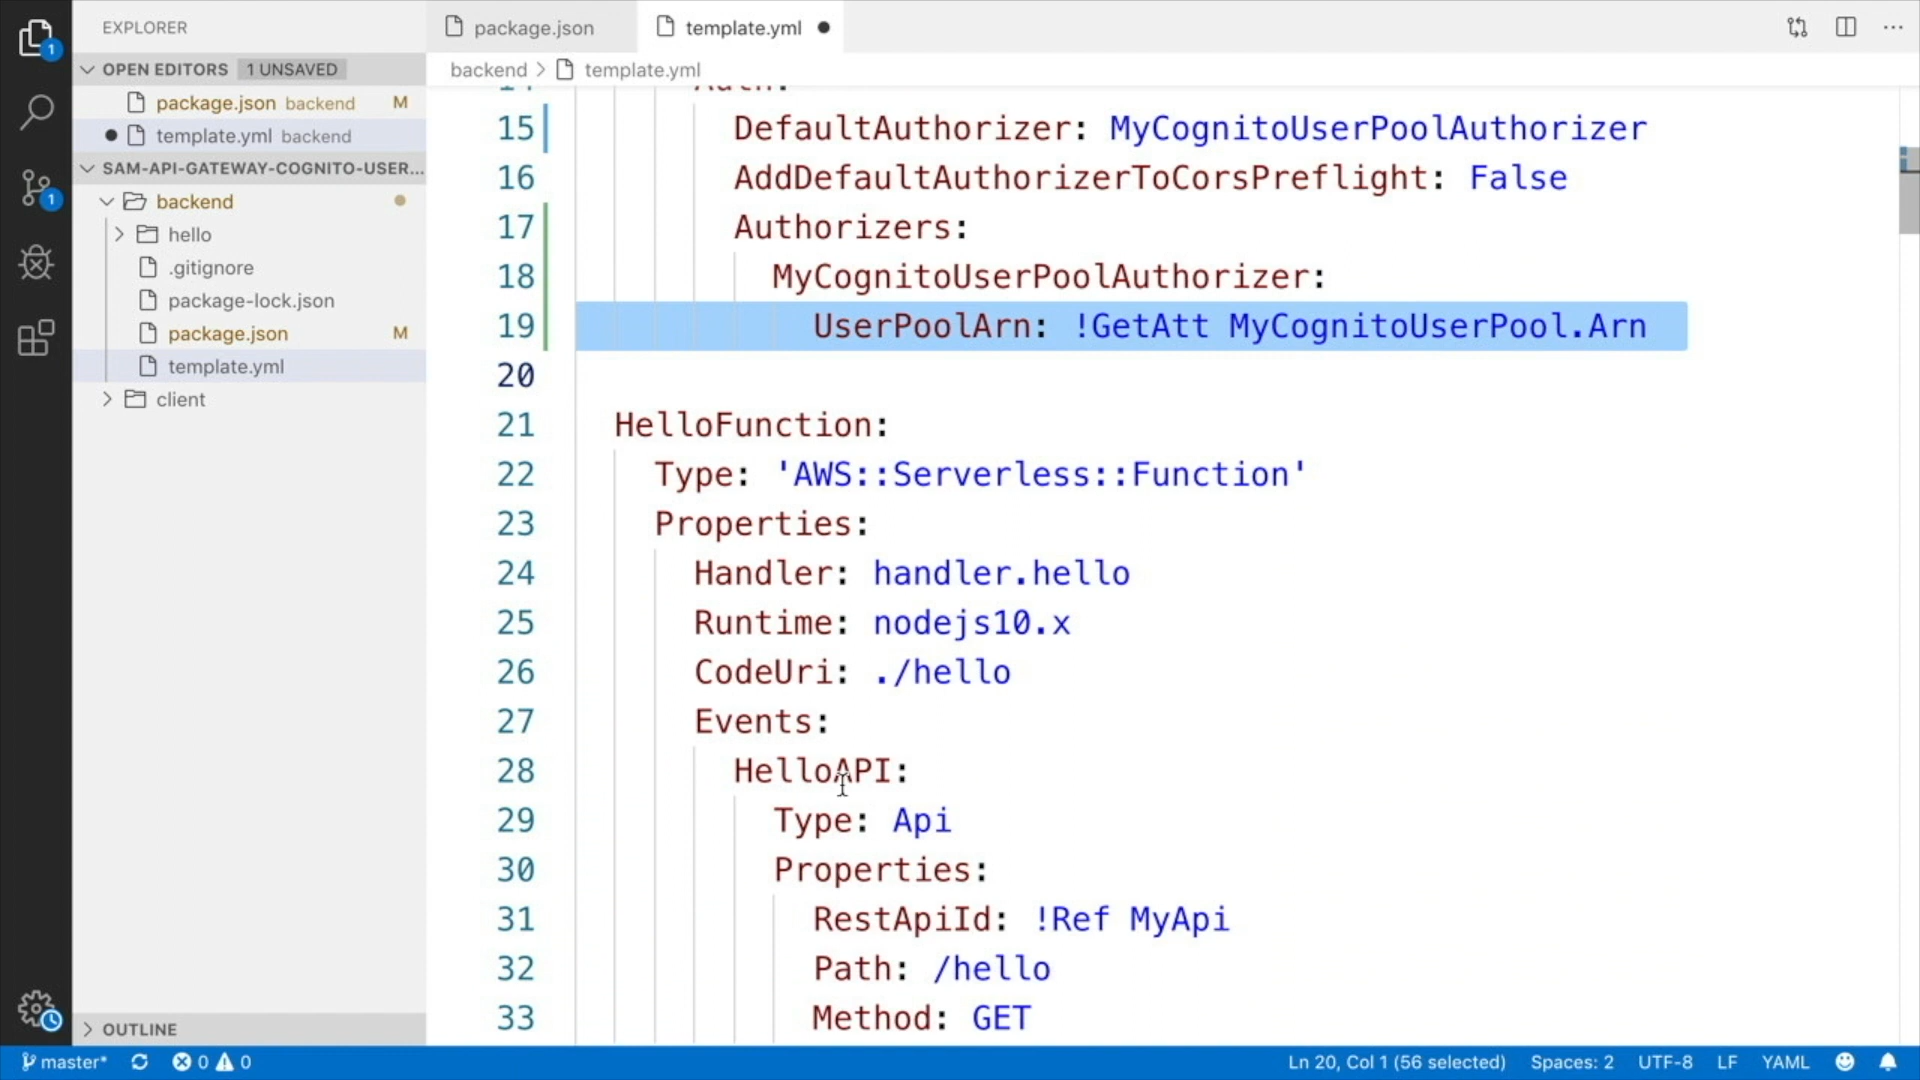 EXPLORER
OPEN EDITORS 1 UNSAVED
package.json backend M
template.yml backend
SAM-API-GATEWAY-COGNITO-USER...
backend
hello
.gitignore
package-lock.json
package.json M
template.yml
client
OUTLINE
1
1
package.json
template.yml
backend > template.yml
14 Auth:
15 DefaultAuthorizer: MyCognitoUserPoolAuthorizer
16 AddDefaultAuthorizerToCorsPreflight: False
17 Authorizers:
18 MyCognitoUserPoolAuthorizer:
19 UserPoolArn: !GetAtt MyCognitoUserPool.Arn
20
21 HelloFunction:
22 Type: 'AWS::Serverless::Function'
23 Properties:
24 Handler: handler.hello
25 Runtime: nodejs10.x
26 CodeUri: ./hello
27 Events:
28 HelloAPI:
29 Type: Api
30 Properties:
31 RestApiId: !Ref MyApi
32 Path: /hello
33 Method: GET
master* 0 0 Ln 20, Col 1 (56 selected) Spaces: 2 UTF-8 LF YAML